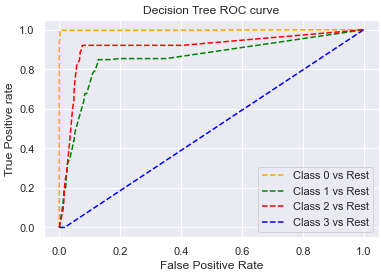 Decision Tree ROC curve
True Positive rate
1.0
0.8
0.6
0.4
0.2
0.0
Class 0 vs Rest
Class 1 vs Rest
Class 2 vs Rest
Class 3 vs Rest
0.0 0.2 0.4 0.6 0.8 1.0
False Positive Rate